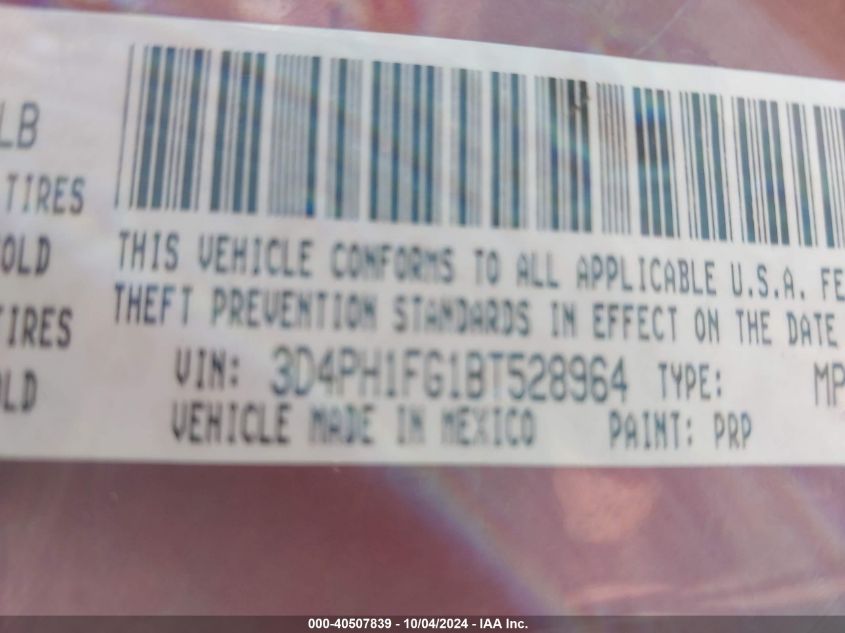 LB
TIRES
OLD
THIS VEHICLE CONFORMS TO ALL APPLICABLE U.S.A. FE
THEFT PREVENTION STANDARDS IN EFFECT ON THE DATE
TIRES
VIN: 3D4PH1FG1BT528964 TYPE: MP
OLD
VEHICLE MADE IN MEXICO PAINT: PRP
000-40507839 - 10/04/2024 - IAA Inc.